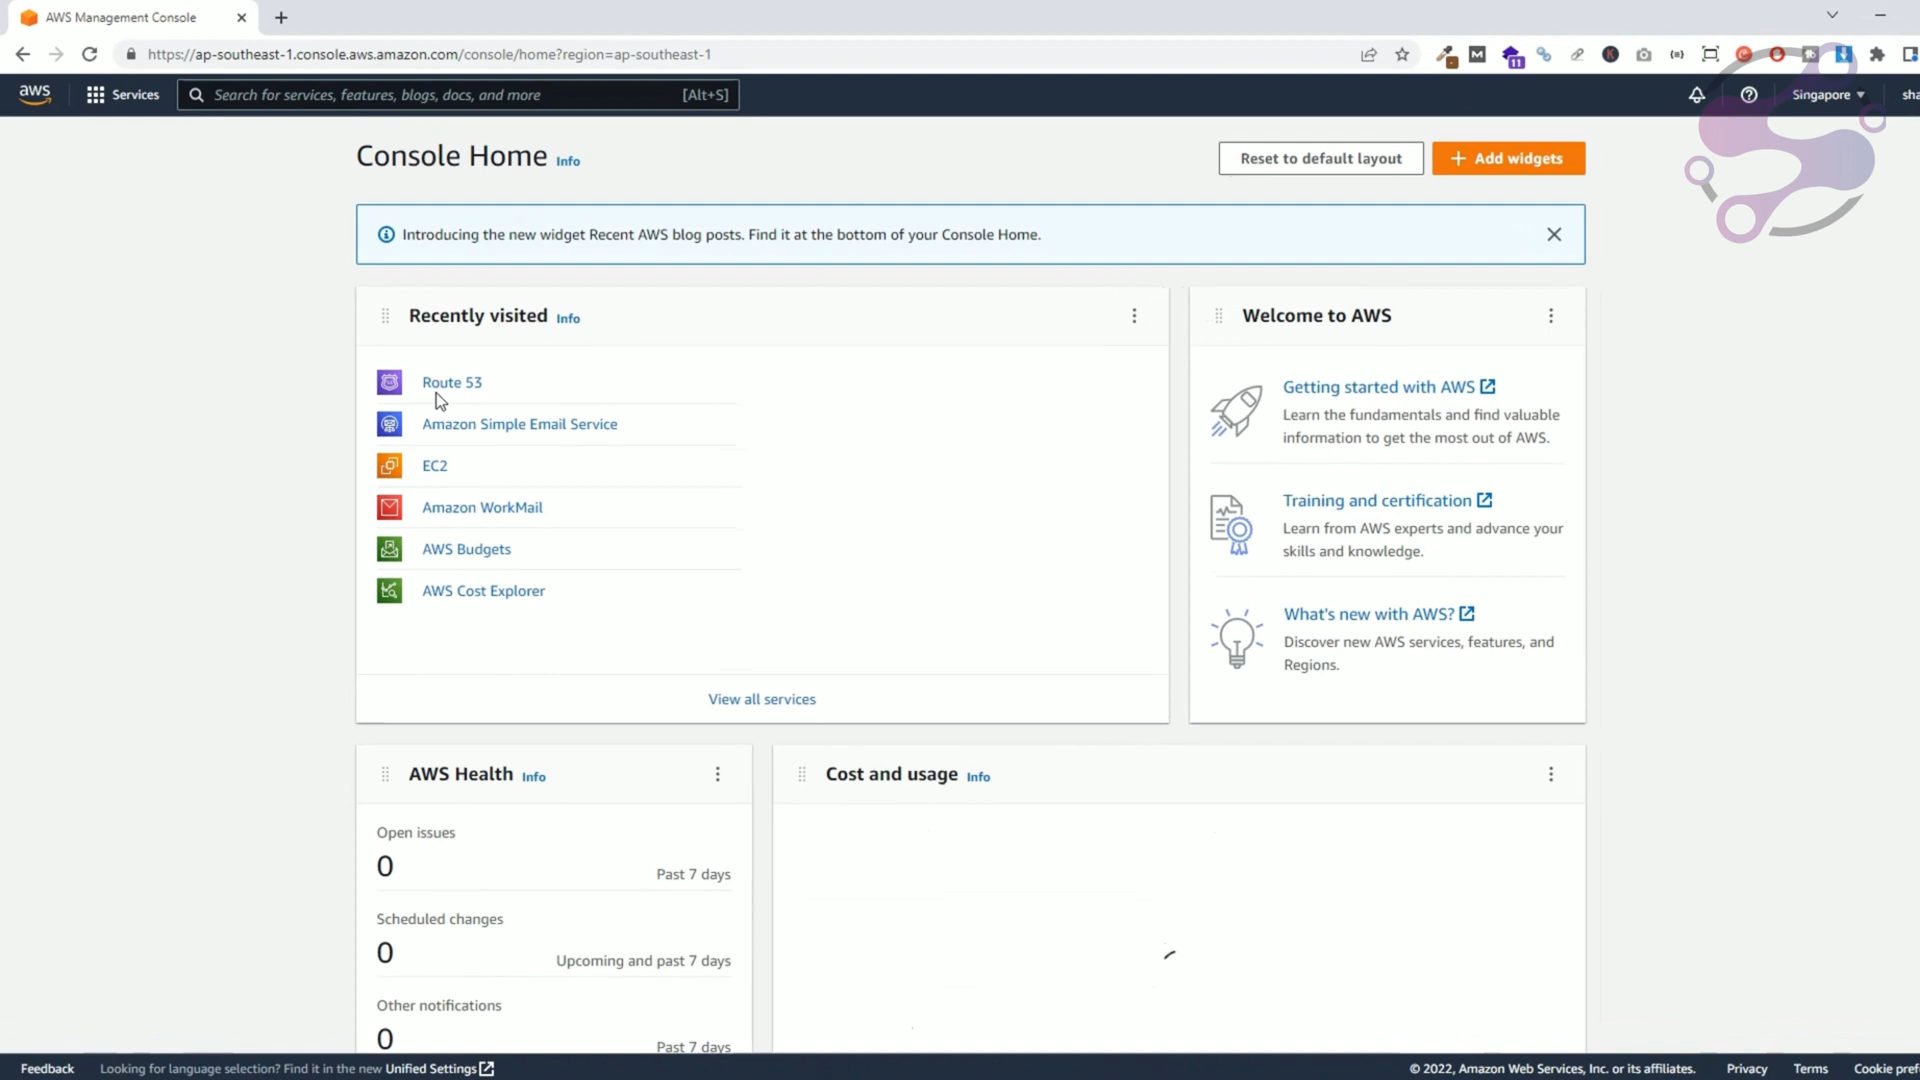 AWS Management Console
https://ap-southeast-1.console.aws.amazon.com/console/home?region=ap-southeast-1
11
aws
Services
Search for services, features, blogs, docs, and more
[Alt+S]
Singapore
sha
Console Home Info
Reset to default layout
Add widgets
Introducing the new widget Recent AWS blog posts. Find it at the bottom of your Console Home.
Recently visited Info
Route 53
Amazon Simple Email Service
EC2
Amazon WorkMail
AWS Budgets
AWS Cost Explorer
View all services
Welcome to AWS
Getting started with AWS
Learn the fundamentals and find valuable
information to get the most out of AWS.
Training and certification
Learn from AWS experts and advance your
skills and knowledge.
What's new with AWS?
Discover new AWS services, features, and
Regions.
AWS Health Info
Open issues
0
Past 7 days
Scheduled changes
0
Upcoming and past 7 days
Other notifications
0
Past 7 days
Cost and usage Info
Feedback
Looking for language selection? Find it in the new Unified Settings
© 2022, Amazon Web Services, Inc. or its affiliates.
Privacy
Terms
Cookie pref